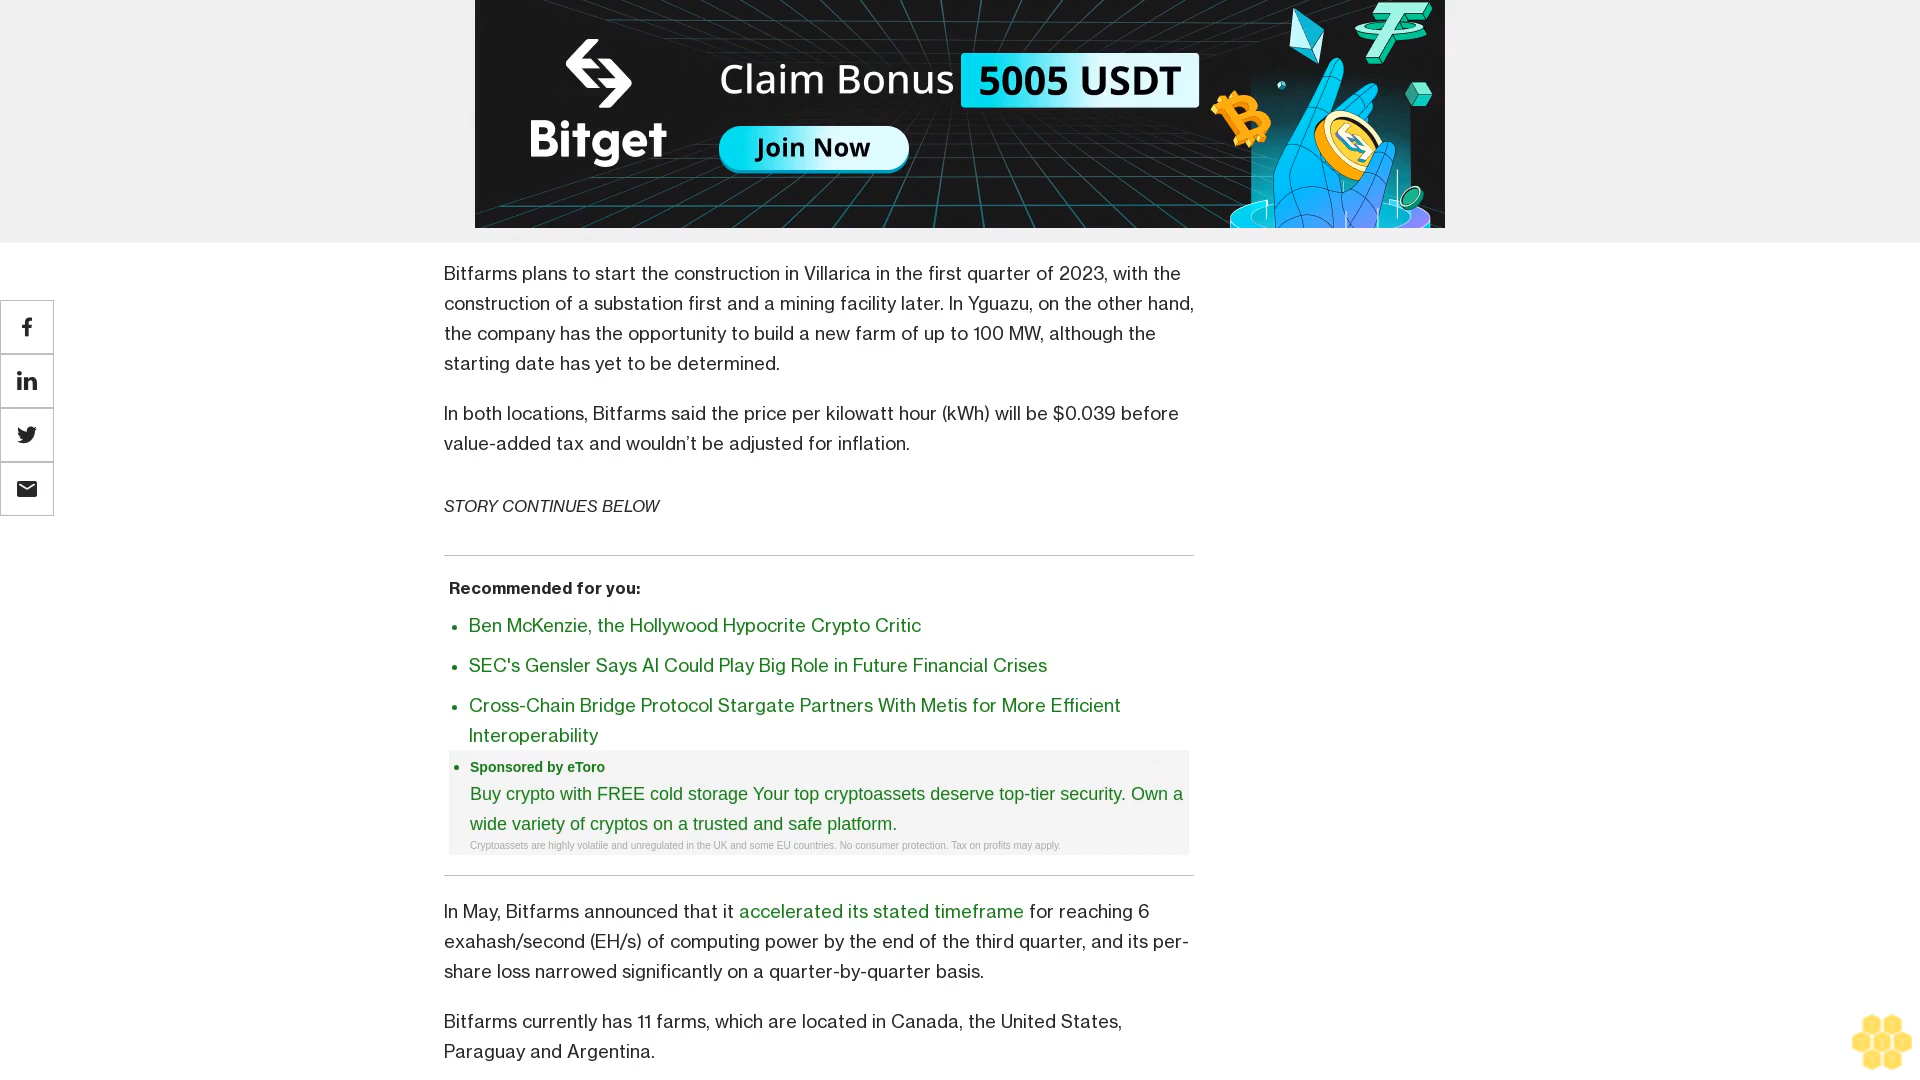 Bitget
Claim Bonus 5005 USDT
Join Now
Bitfarms plans to start the construction in Villarica in the first quarter of 2023, with the
construction of a substation first and a mining facility later. In Yguazu, on the other hand,
the company has the opportunity to build a new farm of up to 100 MW, although the
starting date has yet to be determined.
In both locations, Bitfarms said the price per kilowatt hour (kWh) will be $0.039 before
value-added tax and wouldn’t be adjusted for inflation.
STORY CONTINUES BELOW
Recommended for you:
• Ben McKenzie, the Hollywood Hypocrite Crypto Critic
• SEC's Gensler Says AI Could Play Big Role in Future Financial Crises
• Cross-Chain Bridge Protocol Stargate Partners With Metis for More Efficient
Interoperability
• Sponsored by eToro
Buy crypto with FREE cold storage Your top cryptoassets deserve top-tier security. Own a
wide variety of cryptos on a trusted and safe platform.
Cryptoassets are highly volatile and unregulated in the UK and some EU countries. No consumer protection. Tax on profits may apply.
In May, Bitfarms announced that it accelerated its stated timeframe for reaching 6
exahash/second (EH/s) of computing power by the end of the third quarter, and its per-
share loss narrowed significantly on a quarter-by-quarter basis.
Bitfarms currently has 11 farms, which are located in Canada, the United States,
Paraguay and Argentina.